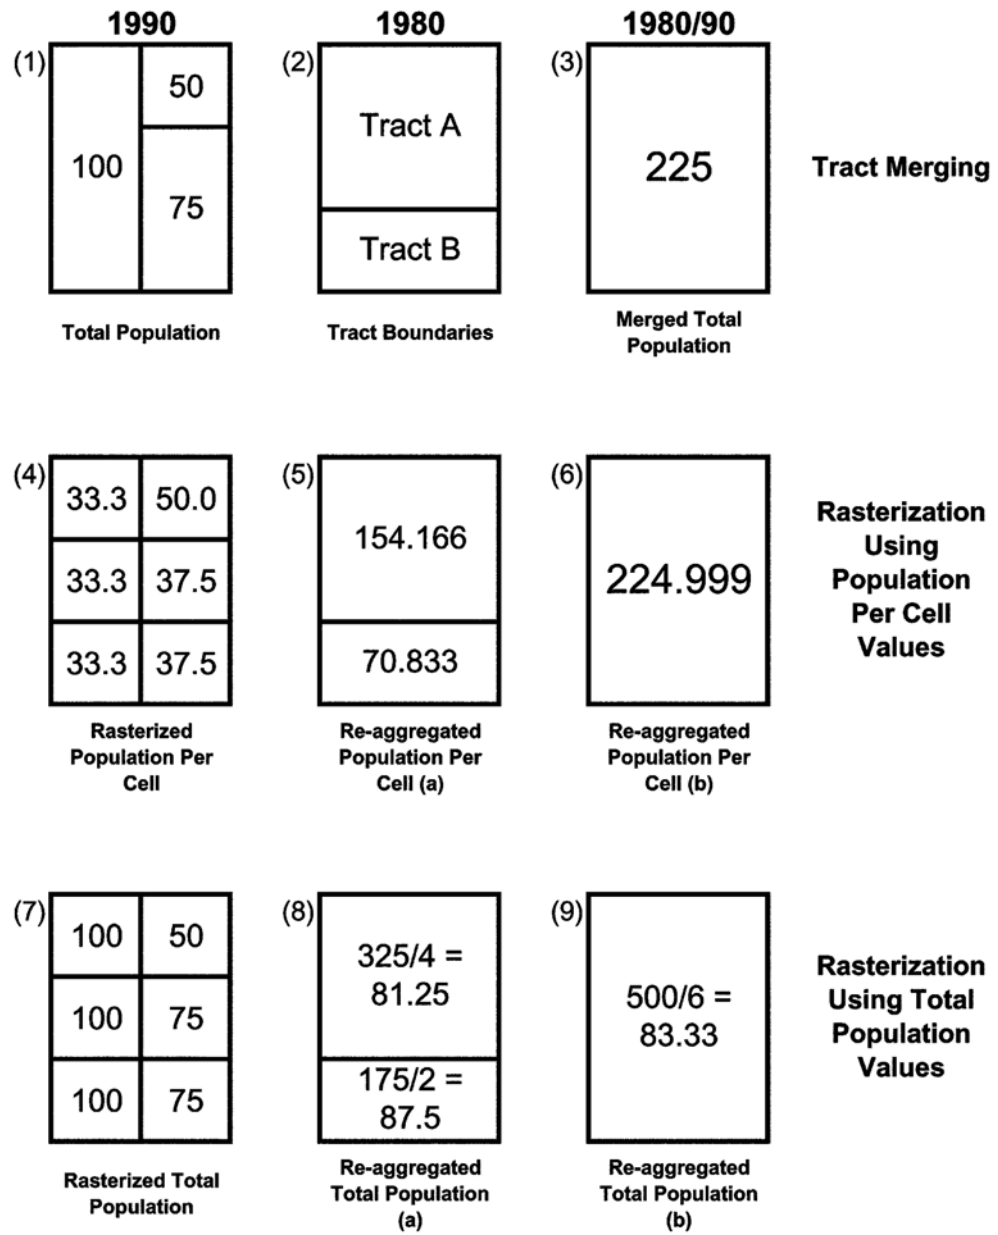 1990
1980
1980/90
(1)
50
100
75
Total Population
(2)
Tract A
Tract B
Tract Boundaries
(3)
225
Merged Total
Population
Tract Merging
(4)
33.3 50.0
33.3 37.5
33.3 37.5
Rasterized
Population Per
Cell
(5)
154.166
70.833
Re-aggregated
Population Per
Cell (a)
(6)
224.999
Re-aggregated
Population Per
Cell (b)
Rasterization
Using
Population
Per Cell
Values
(7)
100 50
100 75
100 75
Rasterized Total
Population
(8)
325/4 =
81.25
175/2 =
87.5
Re-aggregated
Total Population
(a)
(9)
500/6 =
83.33
Re-aggregated
Total Population
(b)
Rasterization
Using Total
Population
Values